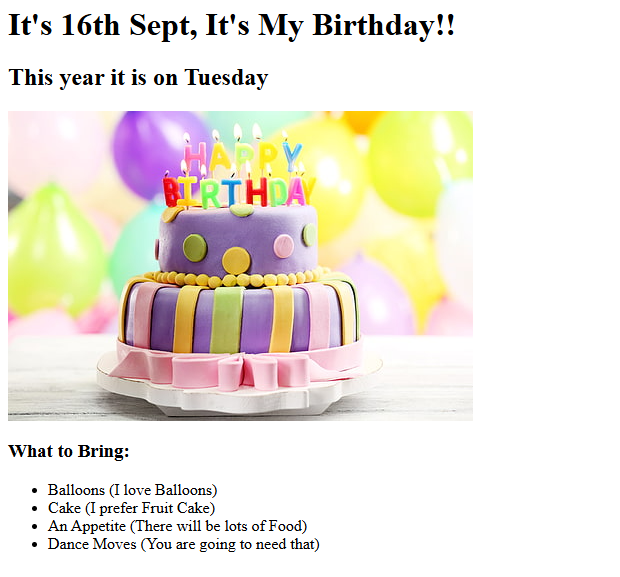 It's 16th Sept, It's My Birthday!!
This year it is on Tuesday
HAPPY
BIRTHDAY
What to Bring:
Balloons (I love Balloons)
Cake (I prefer Fruit Cake)
An Appetite (There will be lots of Food)
Dance Moves (You are going to need that)